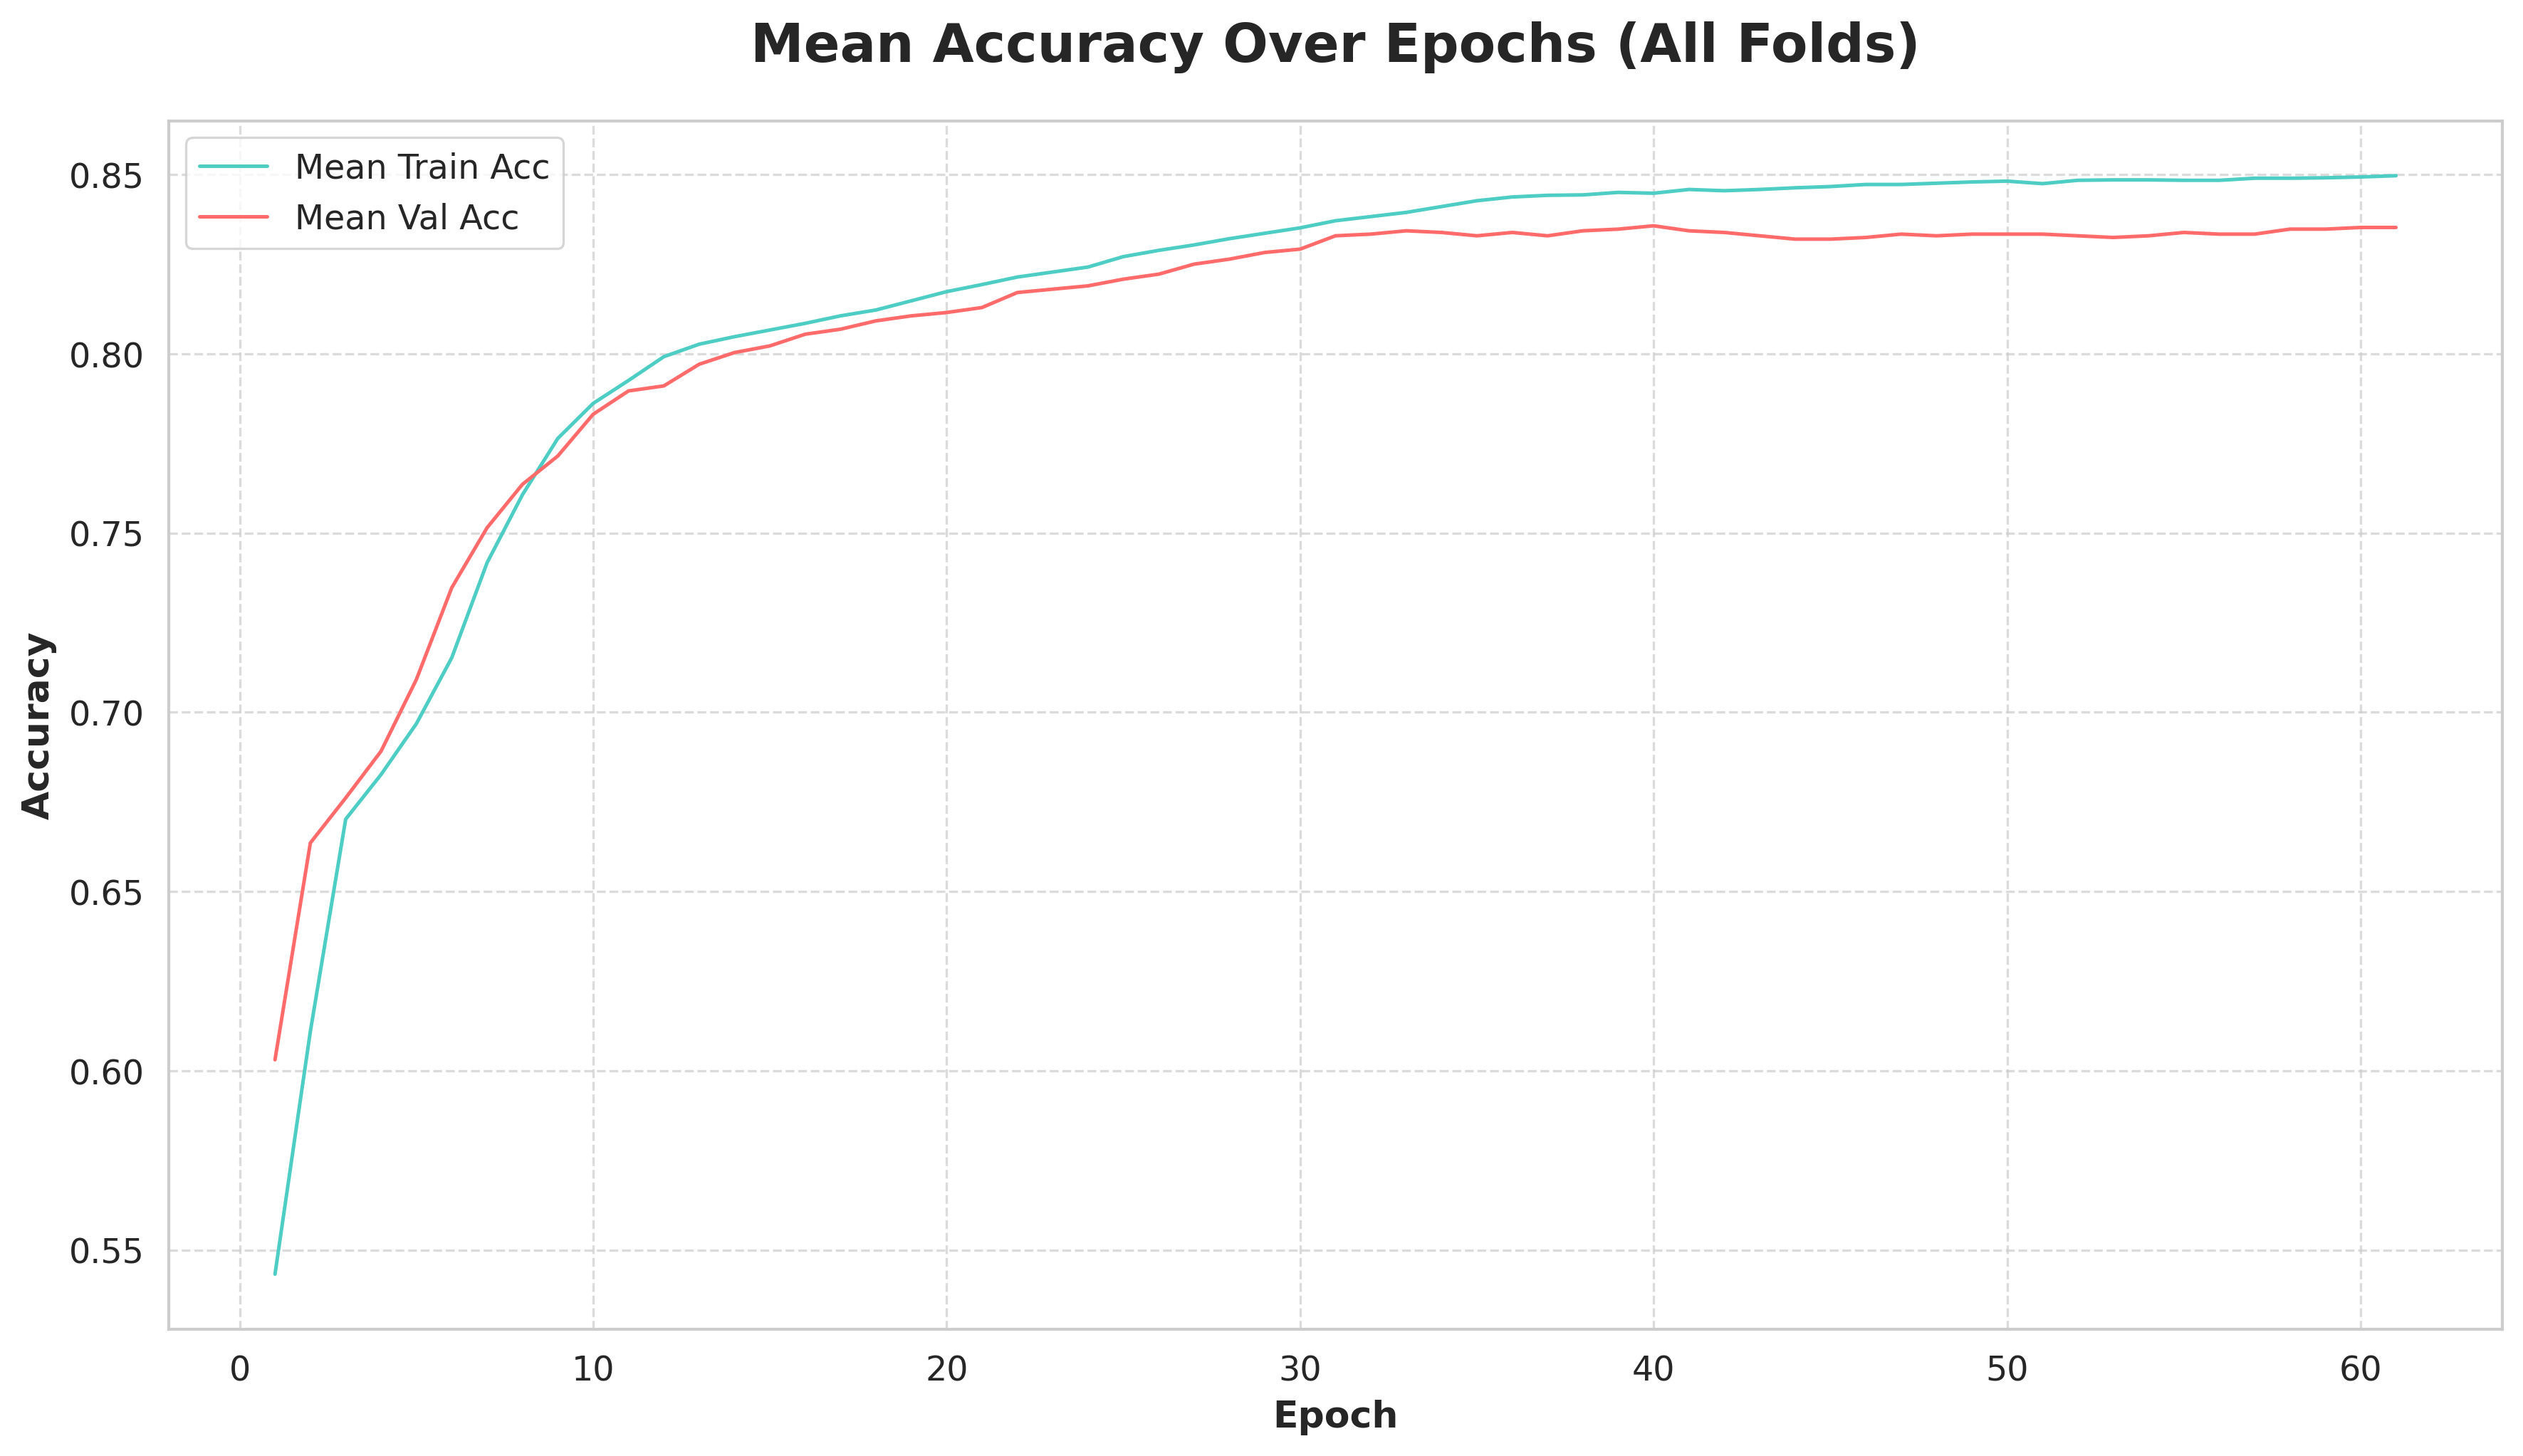 Mean Accuracy Over Epochs (All Folds)
Mean Train Acc
Mean Val Acc
0.85
0.80
0.75
0.70
0.65
0.60
0.55
Accuracy
0 10 20 30 40 50 60
Epoch